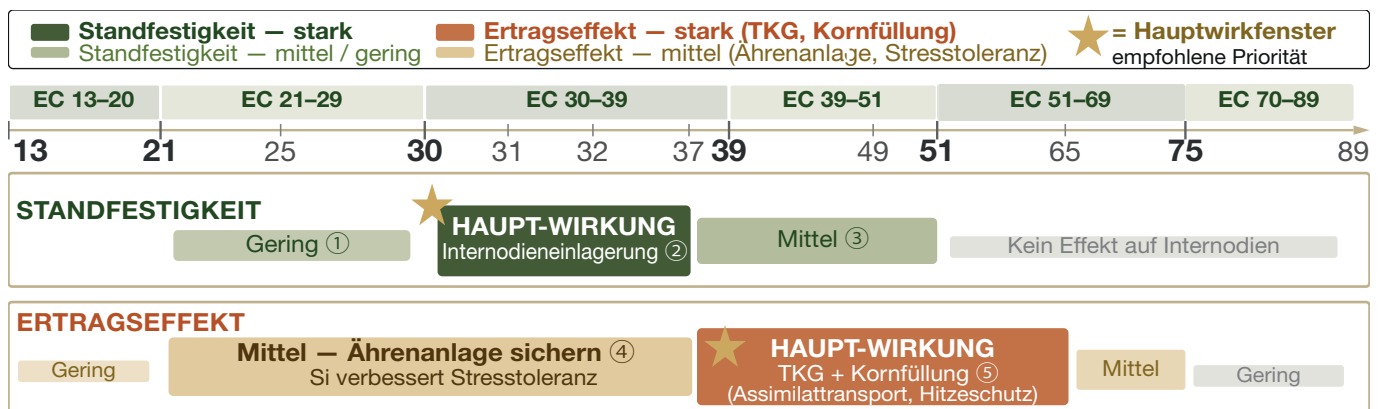 Standfestigkeit — stark
Standfestigkeit — mittel / gering
Ertragseffekt — stark (TKG, Kornfüllung)
Ertragseffekt — mittel (Ährenanlage, Stresstoleranz)
= Hauptwirkfenster
empfohlene Priorität
EC 13–20 EC 21–29 EC 30–39 EC 39–51 EC 51–69 EC 70–89
13 21 25 30 31 32 37 39 49 51 65 75 89
STANDFESTIGKEIT
Gering ①
HAUPT-WIRKUNG
Internodieneinlagerung ②
Mittel ③
Kein Effekt auf Internodien
ERTRAGSEFFEKT
Gering
Mittel — Ährenanlage sichern ④
Si verbessert Stresstoleranz
HAUPT-WIRKUNG
TKG + Kornfüllung ⑤
(Assimilattransport, Hitzeschutz)
Mittel
Gering